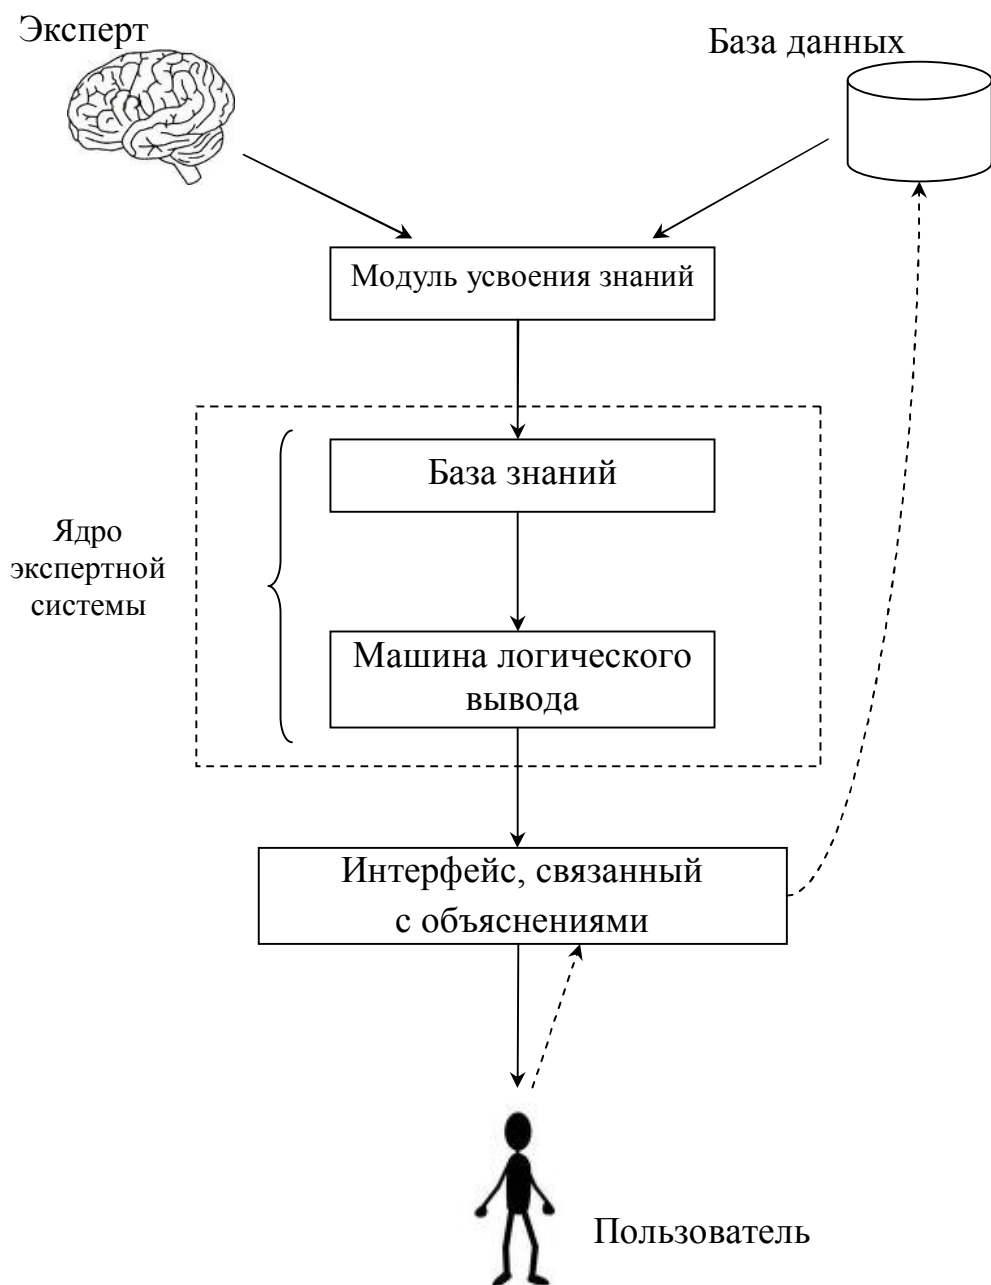 Эксперт
База данных
Модуль усвоения знаний
База знаний
Ядро
экспертной
системы
Машина логического
вывода
Интерфейс, связанный
с объяснениями
Пользователь